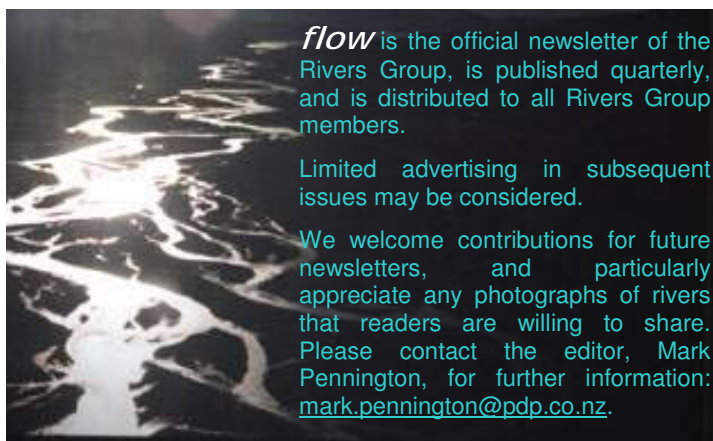 flow is the official newsletter of the
Rivers Group, is published quarterly,
and is distributed to all Rivers Group
members.
Limited advertising in subsequent
issues may be considered.
We welcome contributions for future
newsletters, and particularly
appreciate any photographs of rivers
that readers are willing to share.
Please contact the editor, Mark
Pennington, for further information:
mark.pennington@pdp.co.nz.